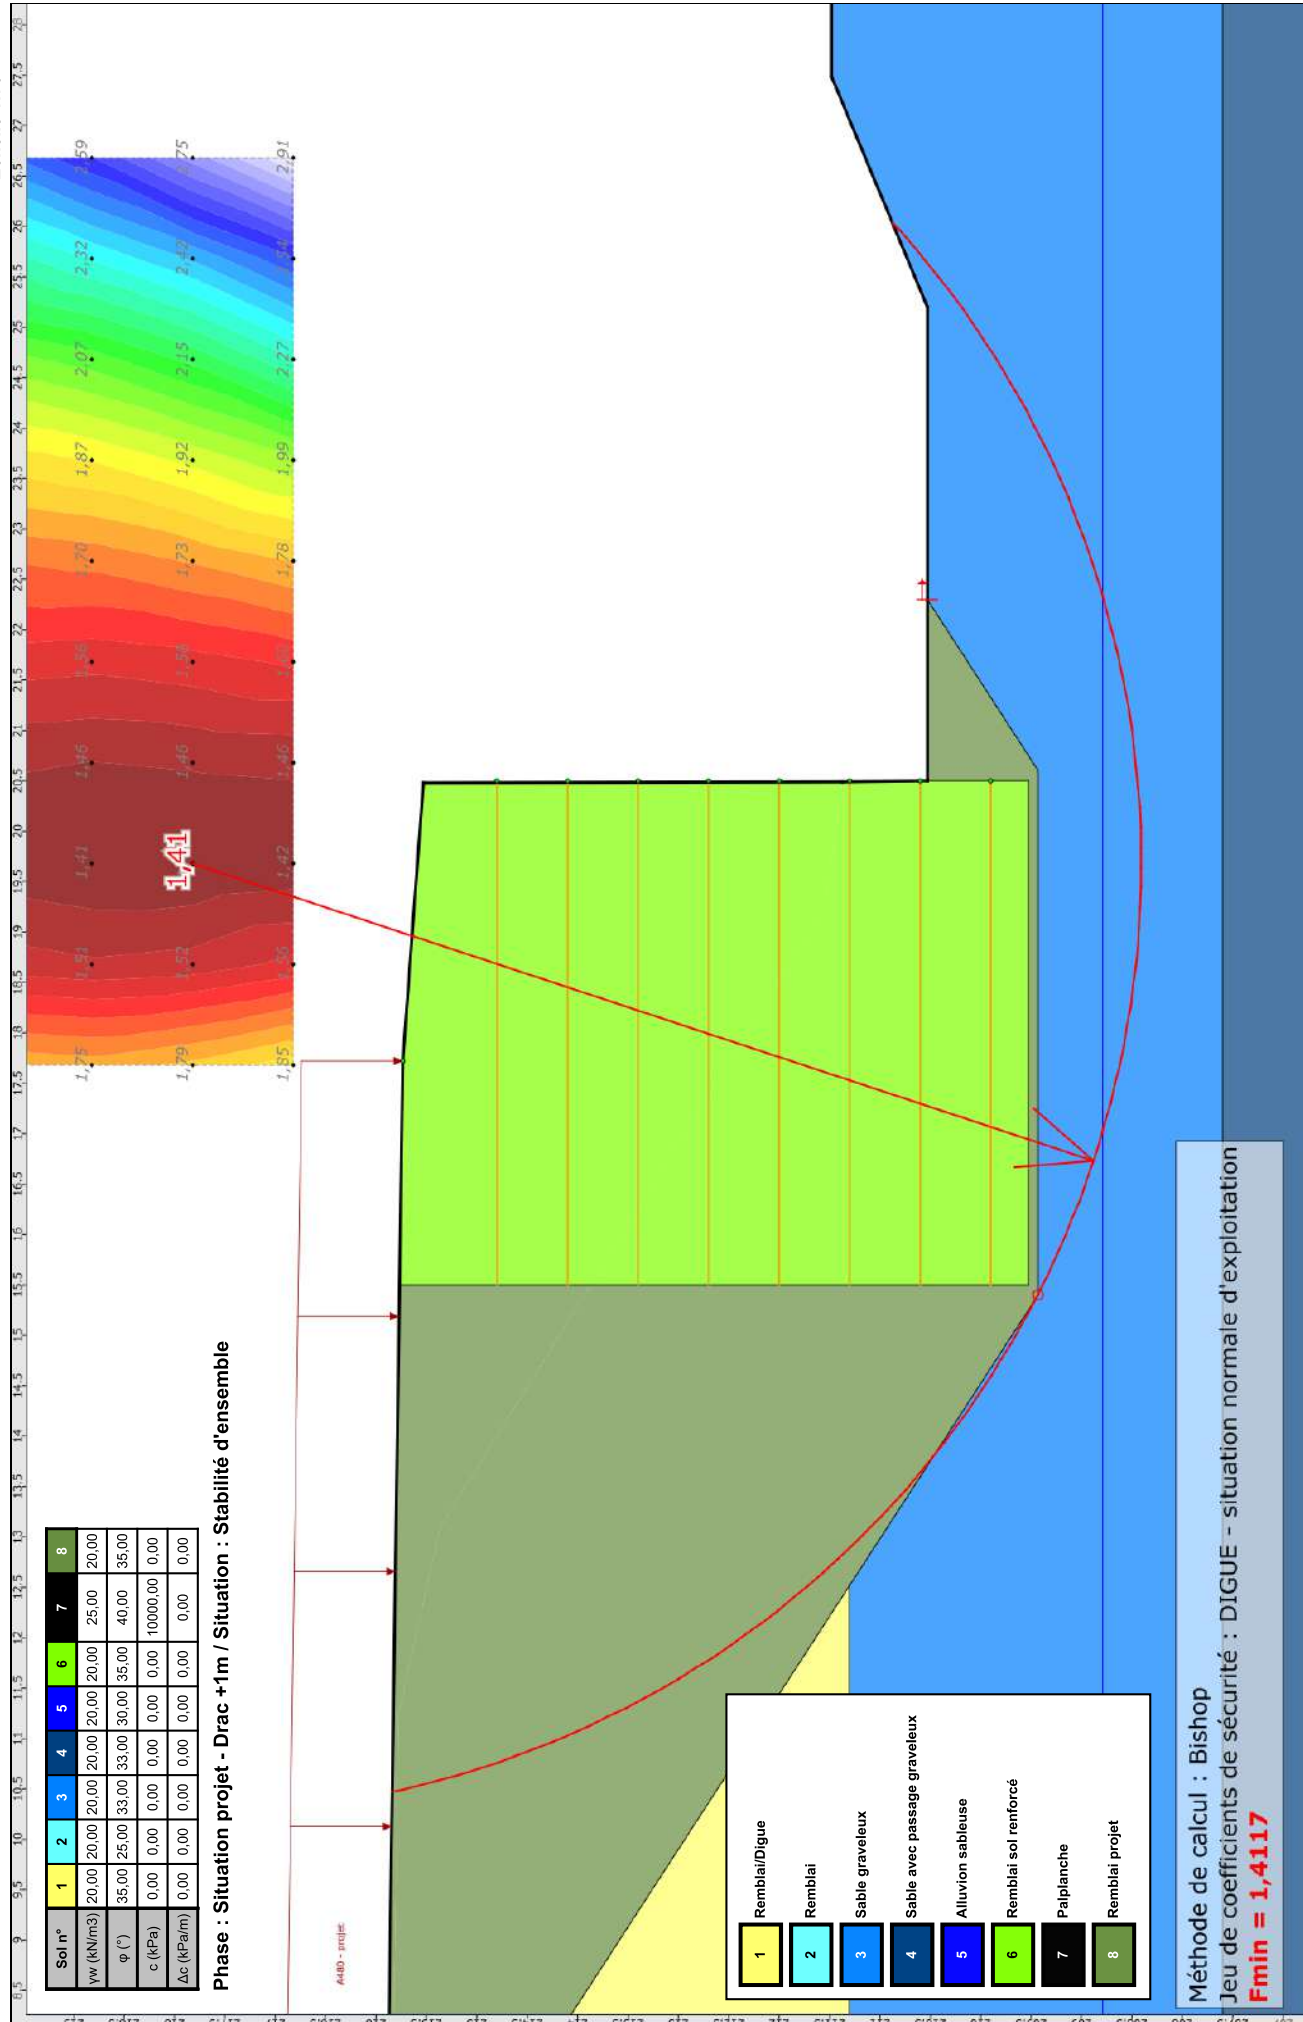 Sol n° 1 2 3 4 5 6 7 8
γw (kN/m3) 20,00 20,00 20,00 20,00 20,00 20,00 25,00 20,00
φ (°) 35,00 25,00 33,00 33,00 30,00 35,00 40,00 35,00
c (kPa) 0,00 0,00 0,00 0,00 0,00 0,00 10000,00 0,00
Δc (kPa/m) 0,00 0,00 0,00 0,00 0,00 0,00 0,00 0,00
Phase : Situation projet - Drac +1m / Situation : Stabilité d'ensemble
8,5 9 9,5 10 10,5 11 11,5 12 12,5 13 13,5 14 14,5 15 15,5 16 16,5 17 17,5 18 18,5 19 19,5 20 20,5 21 21,5 22 22,5 23 23,5 24 24,5 25 25,5 26 26,5 27 27,5 28
1,75 1,51 1,41 1,46 1,56 1,70 1,87 2,07 2,32 2,59
1,79 1,52 1,41 1,46 1,58 1,73 1,92 2,15 2,42 2,75
1,85 1,56 1,42 1,46 1,78 1,99 2,27 2,54 2,91
A480 - projet
1 Remblai/Digue
2 Remblai
3 Sable graveleux
4 Sable avec passage graveleux
5 Alluvion sableuse
6 Remblai sol renforcé
7 Palplanche
8 Remblai projet
Méthode de calcul : Bishop
Jeu de coefficients de sécurité : DIGUE - situation normale d'exploitation
Fmin = 1,4117